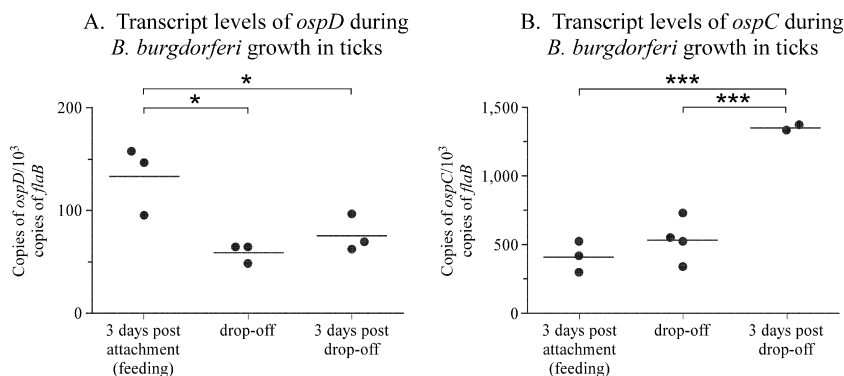 A. Transcript levels of ospD during
B. burgdorferi growth in ticks
*
*
200
100
0
Copies of ospD/10³
copies of flaB
3 days post
attachment
(feeding)
drop-off
3 days post
drop-off
B. Transcript levels of ospC during
B. burgdorferi growth in ticks
***
***
1,500
1,000
500
0
Copies of ospC/10³
copies of flaB
3 days post
attachment
(feeding)
drop-off
3 days post
drop-off